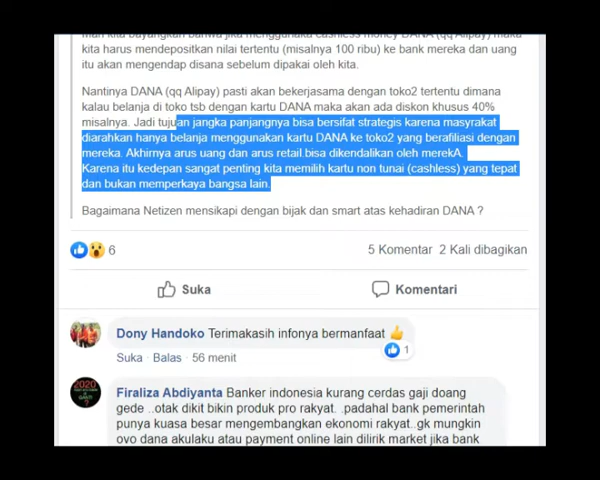 kita harus mendepositkan nilai tertentu (misalnya 100 ribu) ke bank mereka dan uang
itu akan mengendap disana sebelum dipakai oleh kita.
Nantinya DANA (qq Alipay) pasti akan bekerjasama dengan toko2 tertentu dimana
kalau belanja di toko tsb dengan kartu DANA maka akan ada diskon khusus 40%
misalnya. Jadi tujuan jangka panjangnya bisa bersifat strategis karena masyrakat
diarahkan hanya belanja menggunakan kartu DANA ke toko2 yang berafiliasi dengan
mereka. Akhirnya arus uang dan arus retail.bisa dikendalikan oleh merekA.
Karena itu kedepan sangat penting kita memilih kartu non tunai (cashless) yang tepat
dan bukan memperkaya bangsa lain.
Bagaimana Netizen mensikapi dengan bijak dan smart atas kehadiran DANA ?
6 5 Komentar 2 Kali dibagikan
Suka Komentari
Dony Handoko Terimakasih infonya bermanfaat 👍
1
Suka · Balas · 56 menit
Firaliza Abdiyanta Banker indonesia kurang cerdas gaji doang
gede ..otak dikit bikin produk pro rakyat. .padahal bank pemerintah
punya kuasa besar mengembangkan ekonomi rakyat..gk mungkin
ovo dana akulaku atau payment online lain dilirik market jika bank